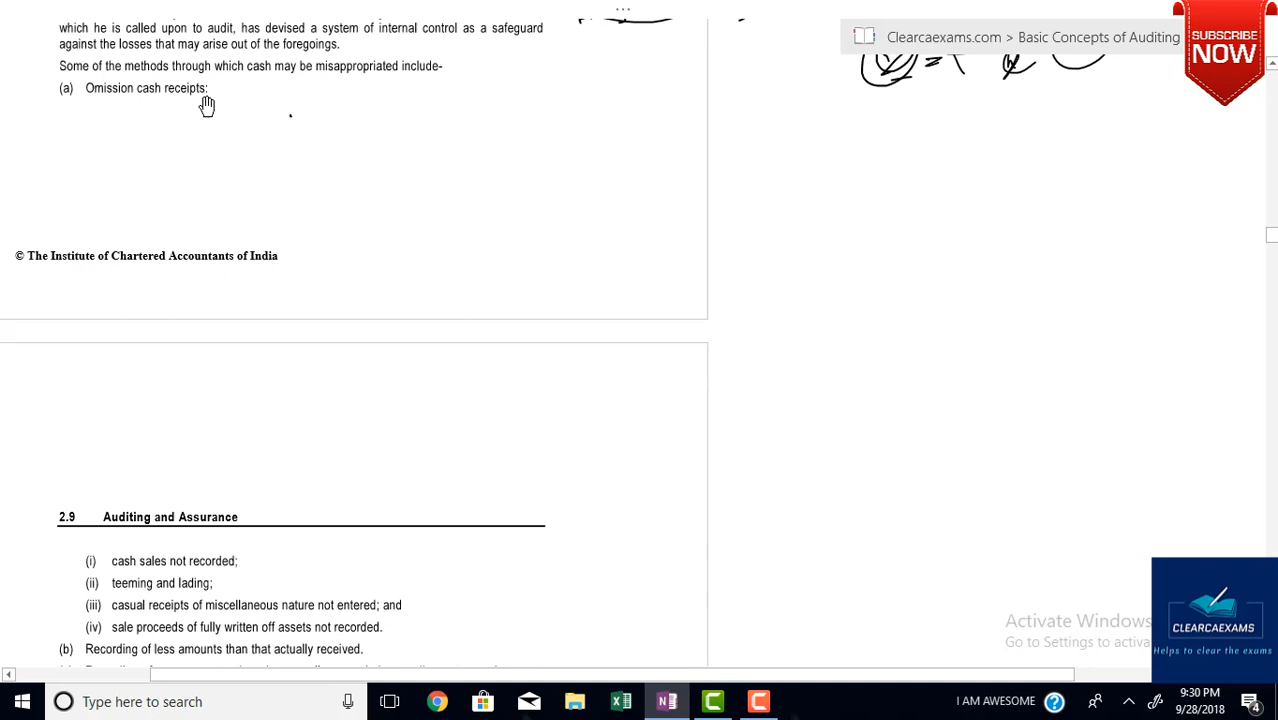 which he is called upon to audit, has devised a system of internal control as a safeguard
against the losses that may arise out of the foregoings.
Some of the methods through which cash may be misappropriated include-
(a) Omission cash receipts:
© The Institute of Chartered Accountants of India
2.9 Auditing and Assurance
(i) cash sales not recorded;
(ii) teeming and lading;
(iii) casual receipts of miscellaneous nature not entered; and
(iv) sale proceeds of fully written off assets not recorded.
(b) Recording of less amounts than that actually received.
Clearcaexams.com > Basic Concepts of Auditing
SUBSCRIBE
NOW
Activate Windows
Go to Settings to activa
CLEARCAEXAMS
Helps to clear the exams
Type here to search
I AM AWESOME
9:30 PM
9/28/2018
4